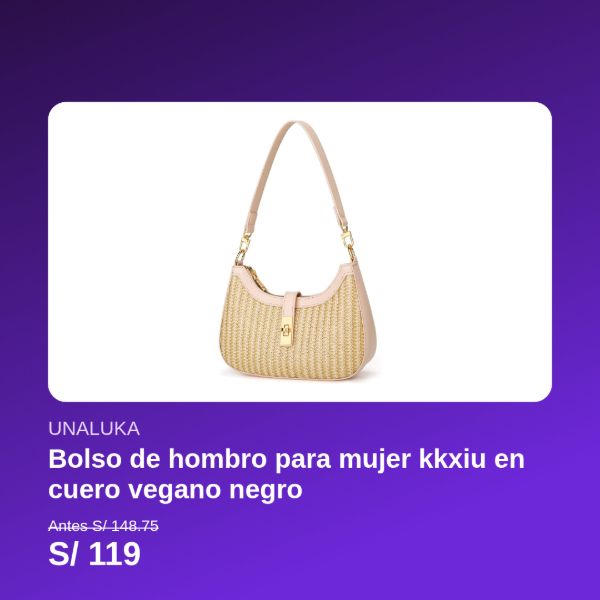 UNALUKA
Bolso de hombro para mujer kkxiu en
cuero vegano negro
Antes S/ 148.75
S/ 119